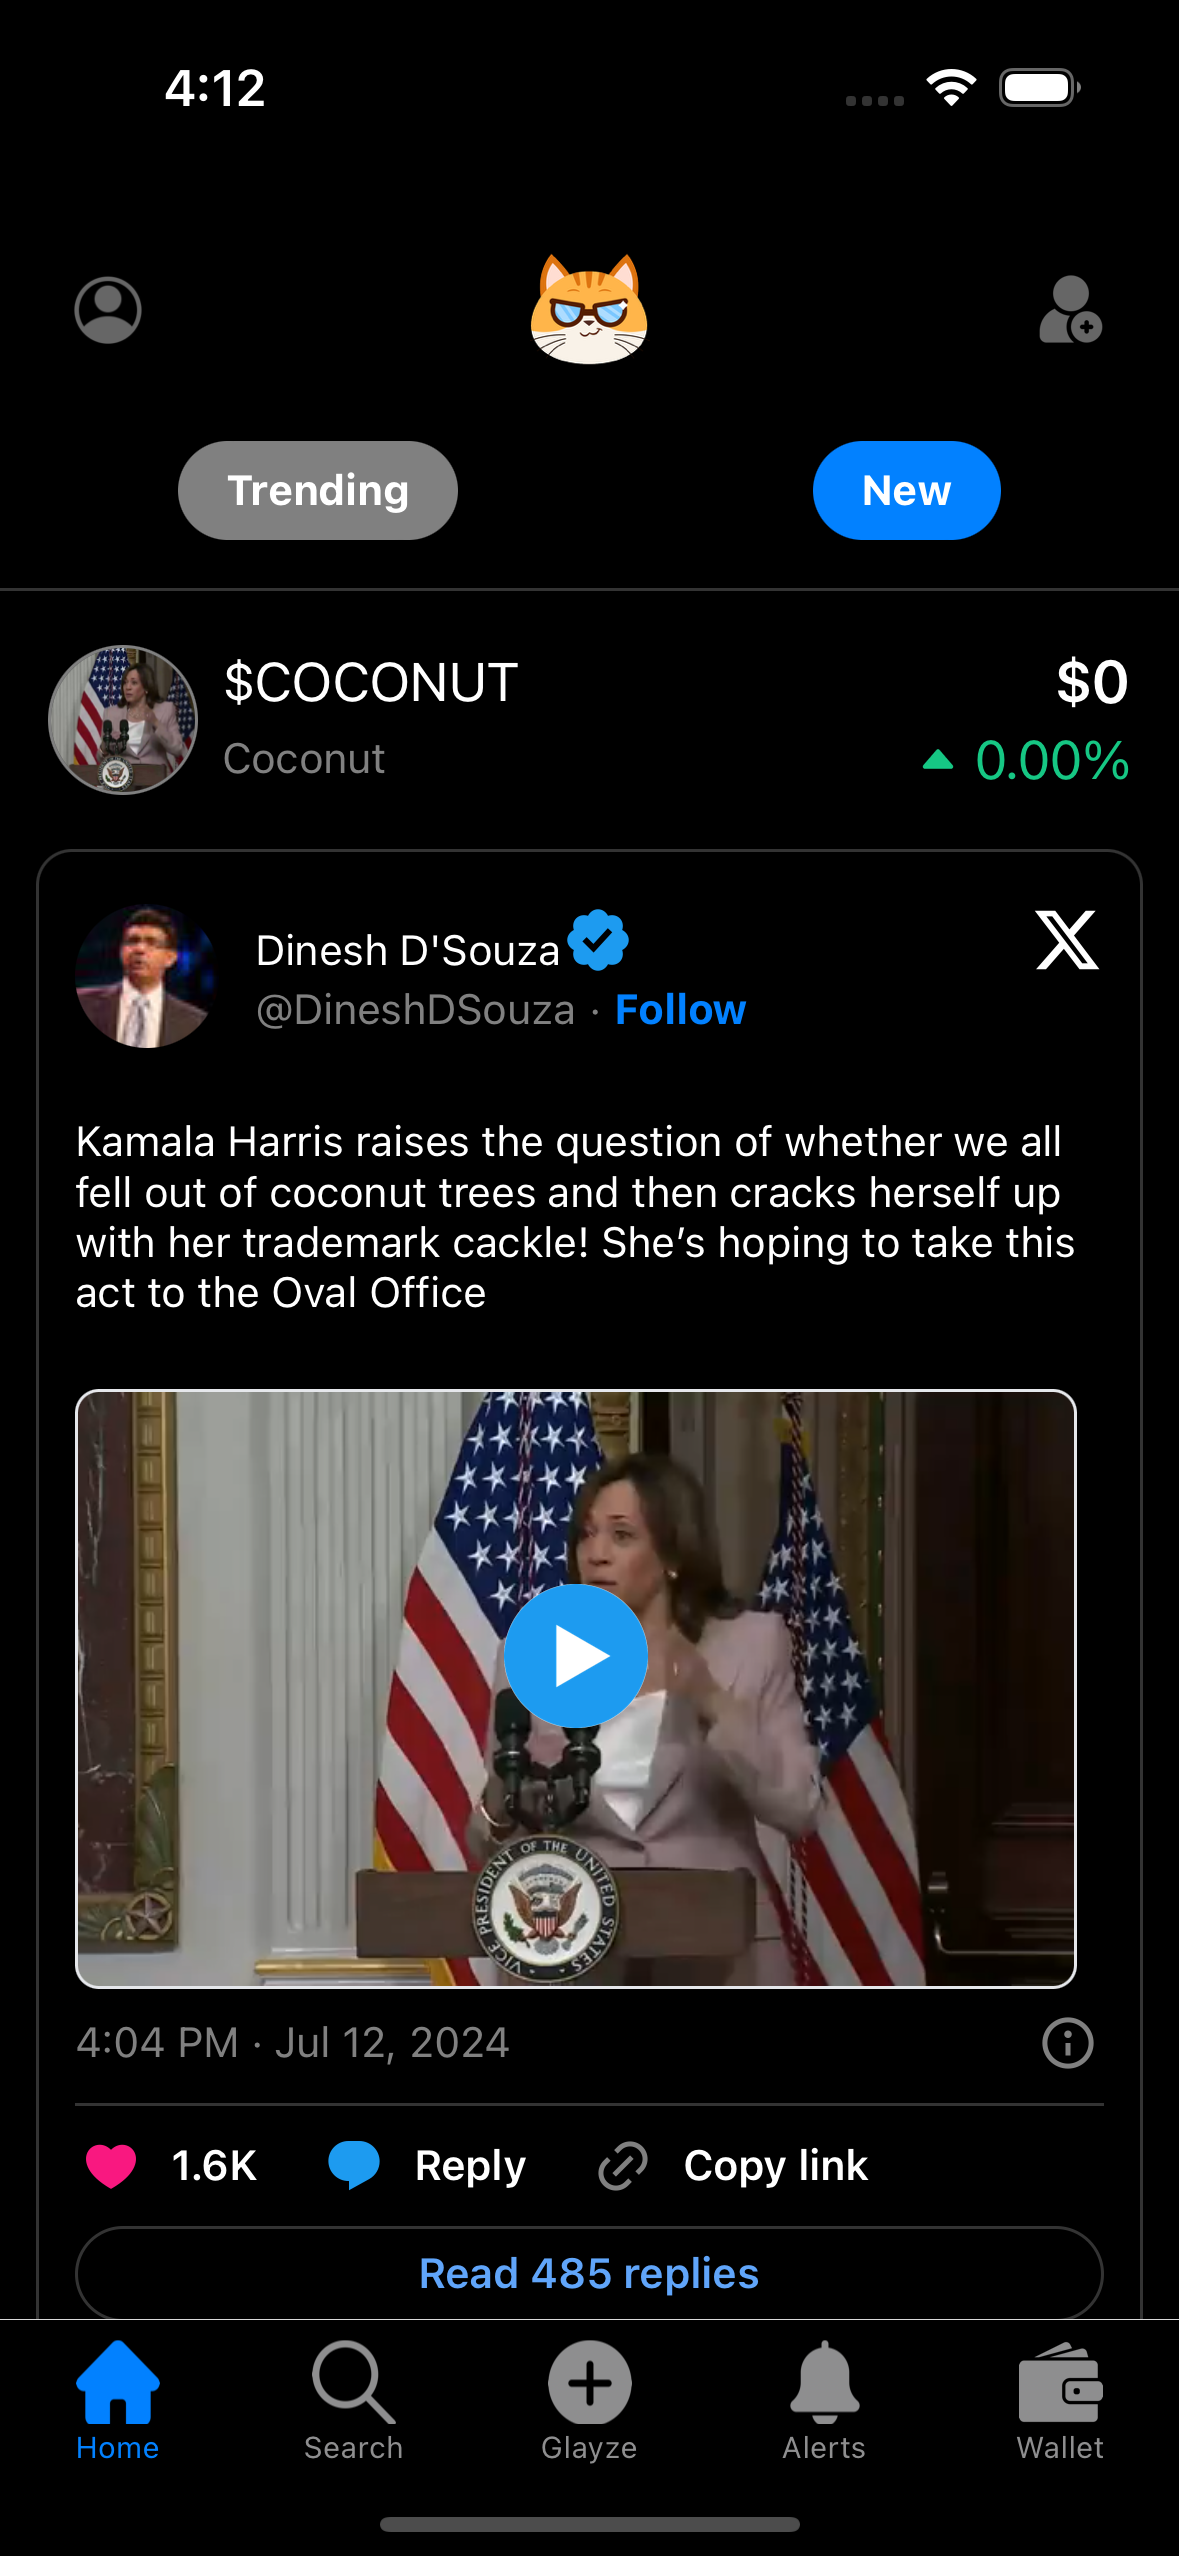 4:12
Trending
New
$COCONUT
$0
Coconut
0.00%
Dinesh D'Souza
@DineshDSouza · Follow
Kamala Harris raises the question of whether we all
fell out of coconut trees and then cracks herself up
with her trademark cackle! She’s hoping to take this
act to the Oval Office
VICE PRESIDENT OF THE UNITED STATES
4:04 PM · Jul 12, 2024
1.6K
Reply
Copy link
Read 485 replies
Home
Search
Glayze
Alerts
Wallet